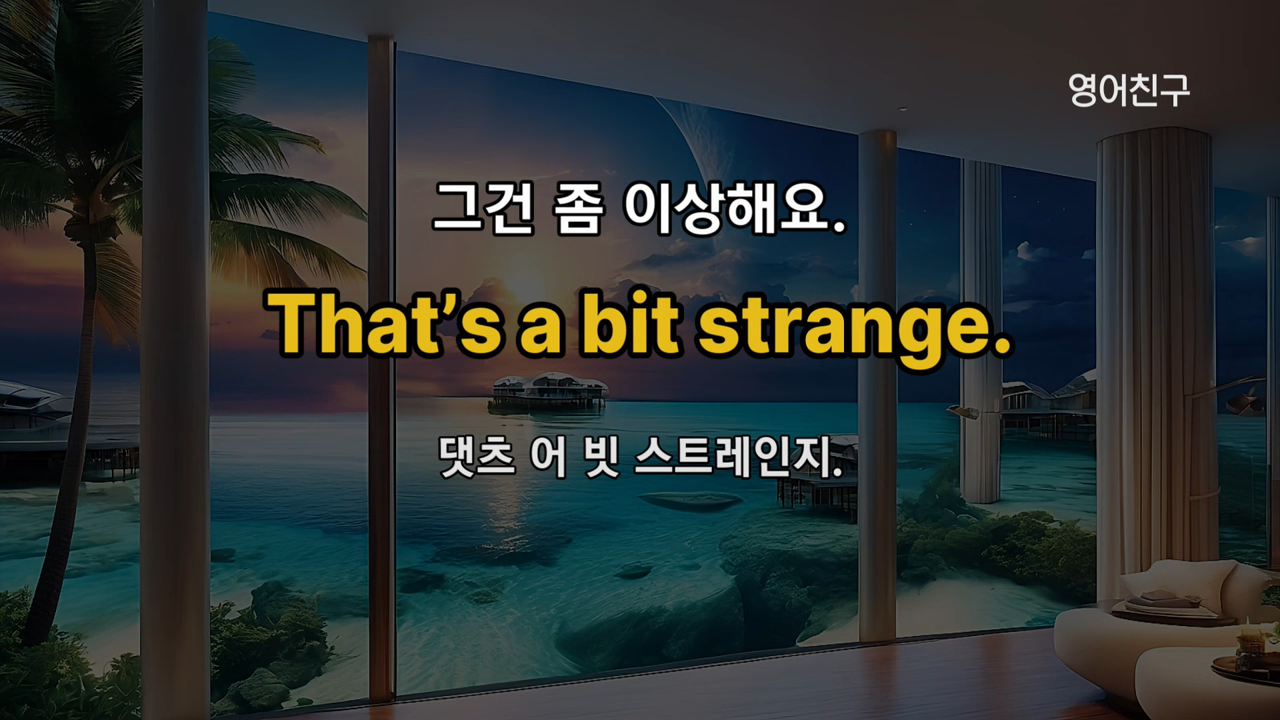 영어친구
그건 좀 이상해요.
That’s a bit strange.
댓츠 어 빗 스트레인지.